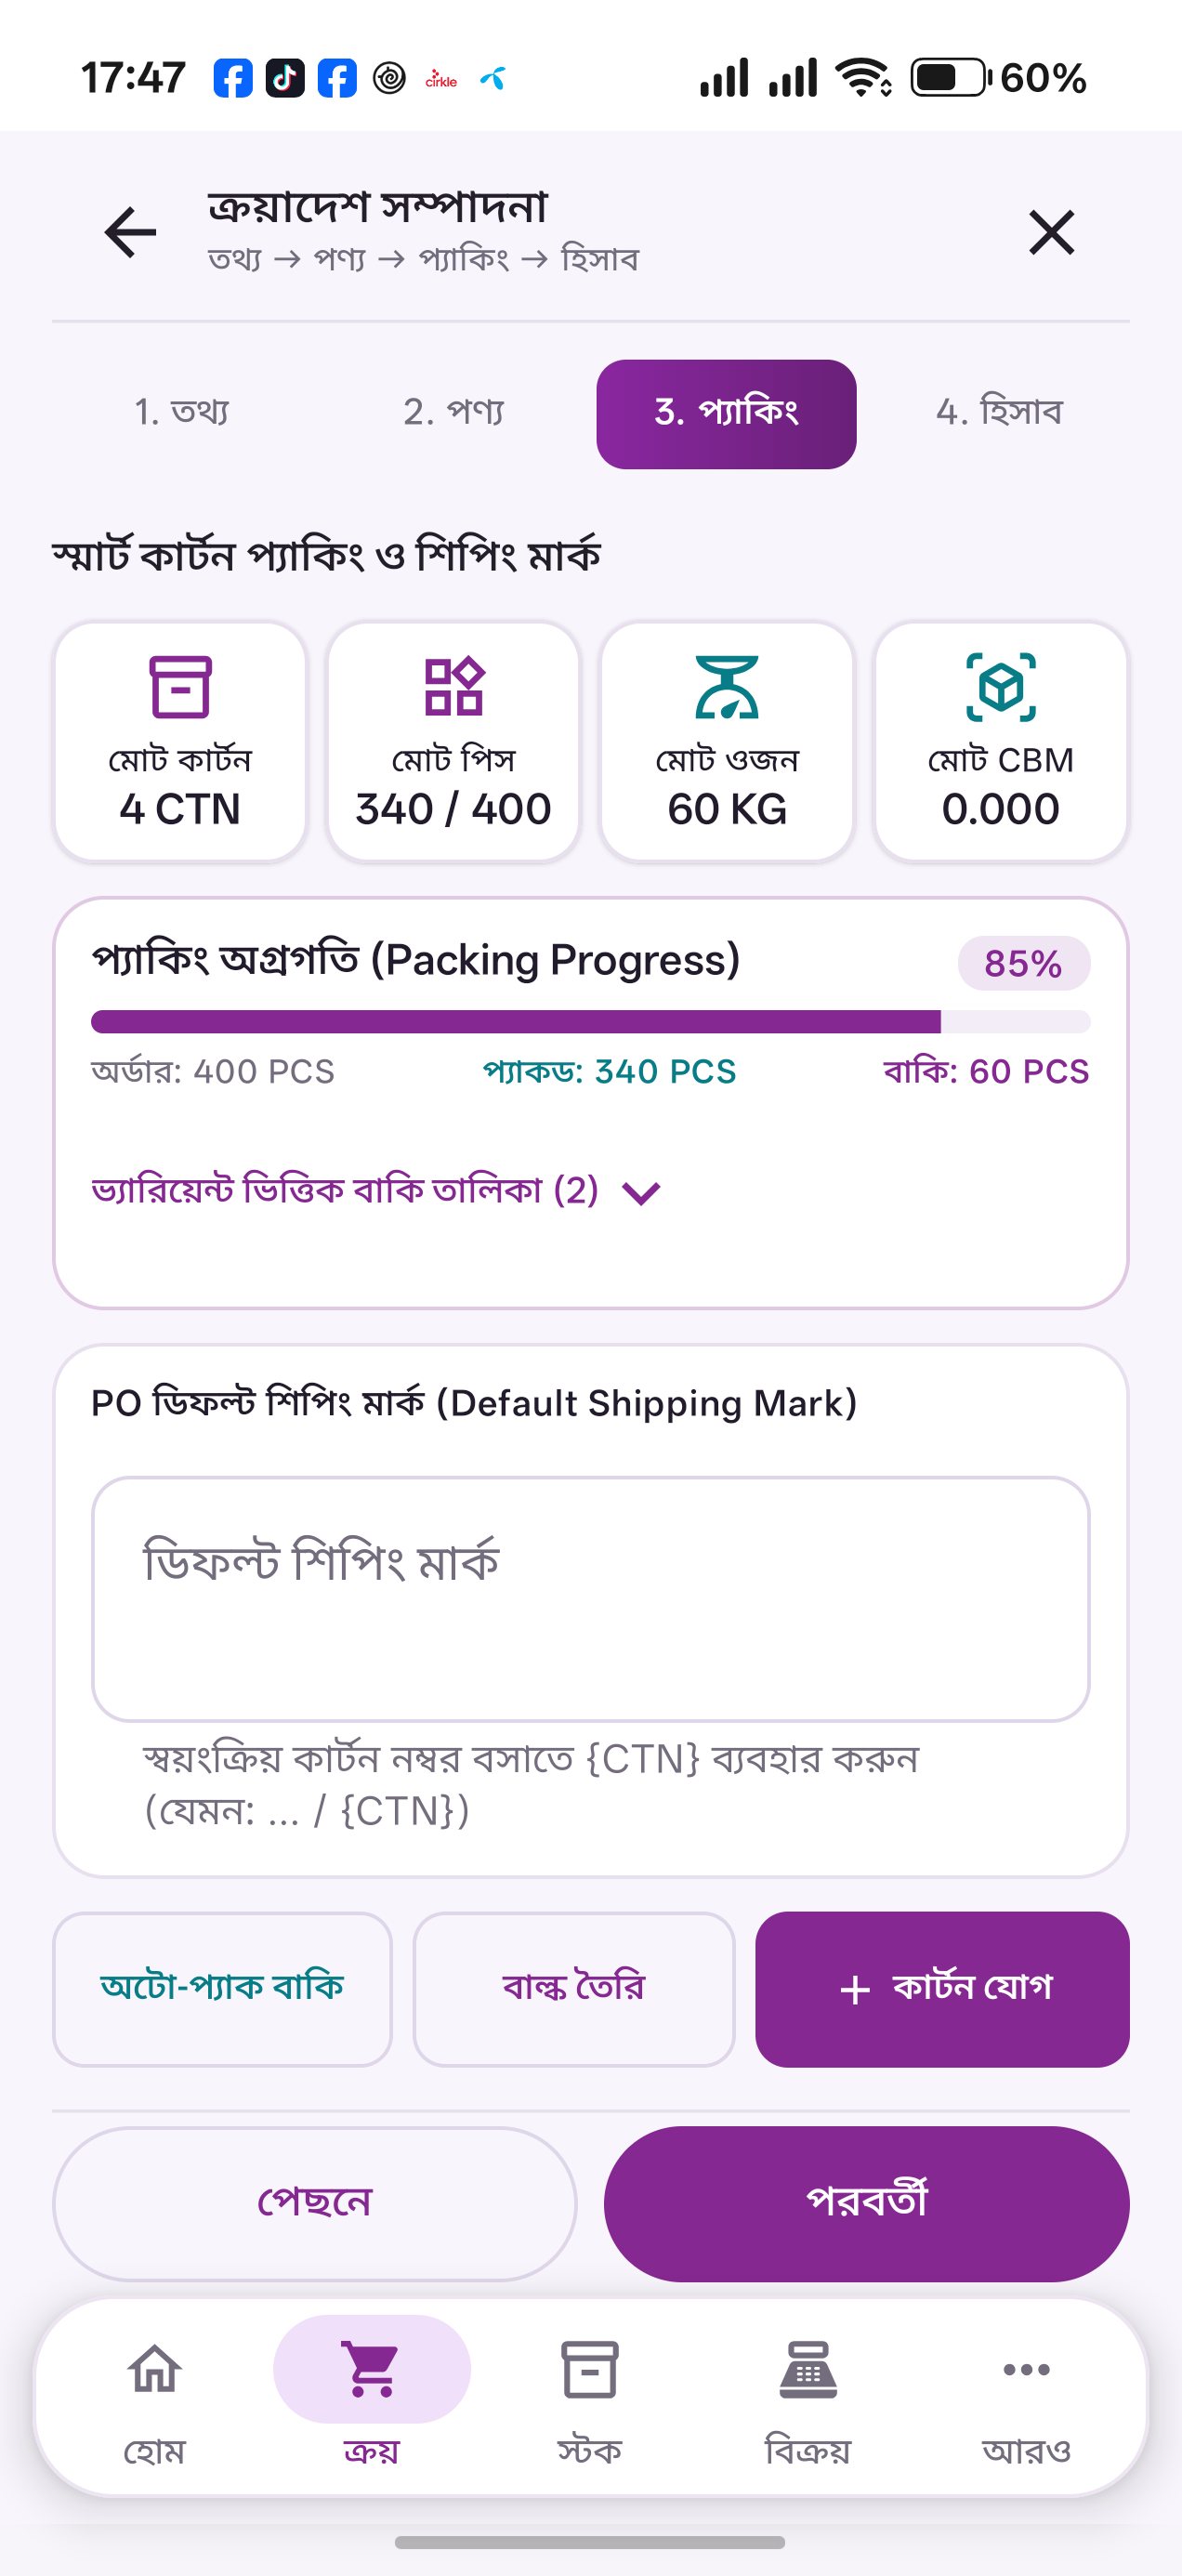 17:47 cirkle 60%
ক্রয়াদেশ সম্পাদনা
তথ্য → পণ্য → প্যাকিং → হিসাব
1. তথ্য 2. পণ্য 3. প্যাকিং 4. হিসাব
স্মার্ট কার্টন প্যাকিং ও শিপিং মার্ক
মোট কার্টন মোট পিস মোট ওজন মোট CBM
4 CTN 340 / 400 60 KG 0.000
প্যাকিং অগ্রগতি (Packing Progress) 85%
অর্ডার: 400 PCS প্যাকড: 340 PCS বাকি: 60 PCS
ভ্যারিয়েন্ট ভিত্তিক বাকি তালিকা (2)
PO ডিফল্ট শিপিং মার্ক (Default Shipping Mark)
ডিফল্ট শিপিং মার্ক
স্বয়ংক্রিয় কার্টন নম্বর বসাতে {CTN} ব্যবহার করুন
(যেমন: ... / {CTN})
অটো-প্যাক বাকি বাল্ক তৈরি + কার্টন যোগ
পেছনে পরবর্তী
হোম ক্রয় স্টক বিক্রয় আরও